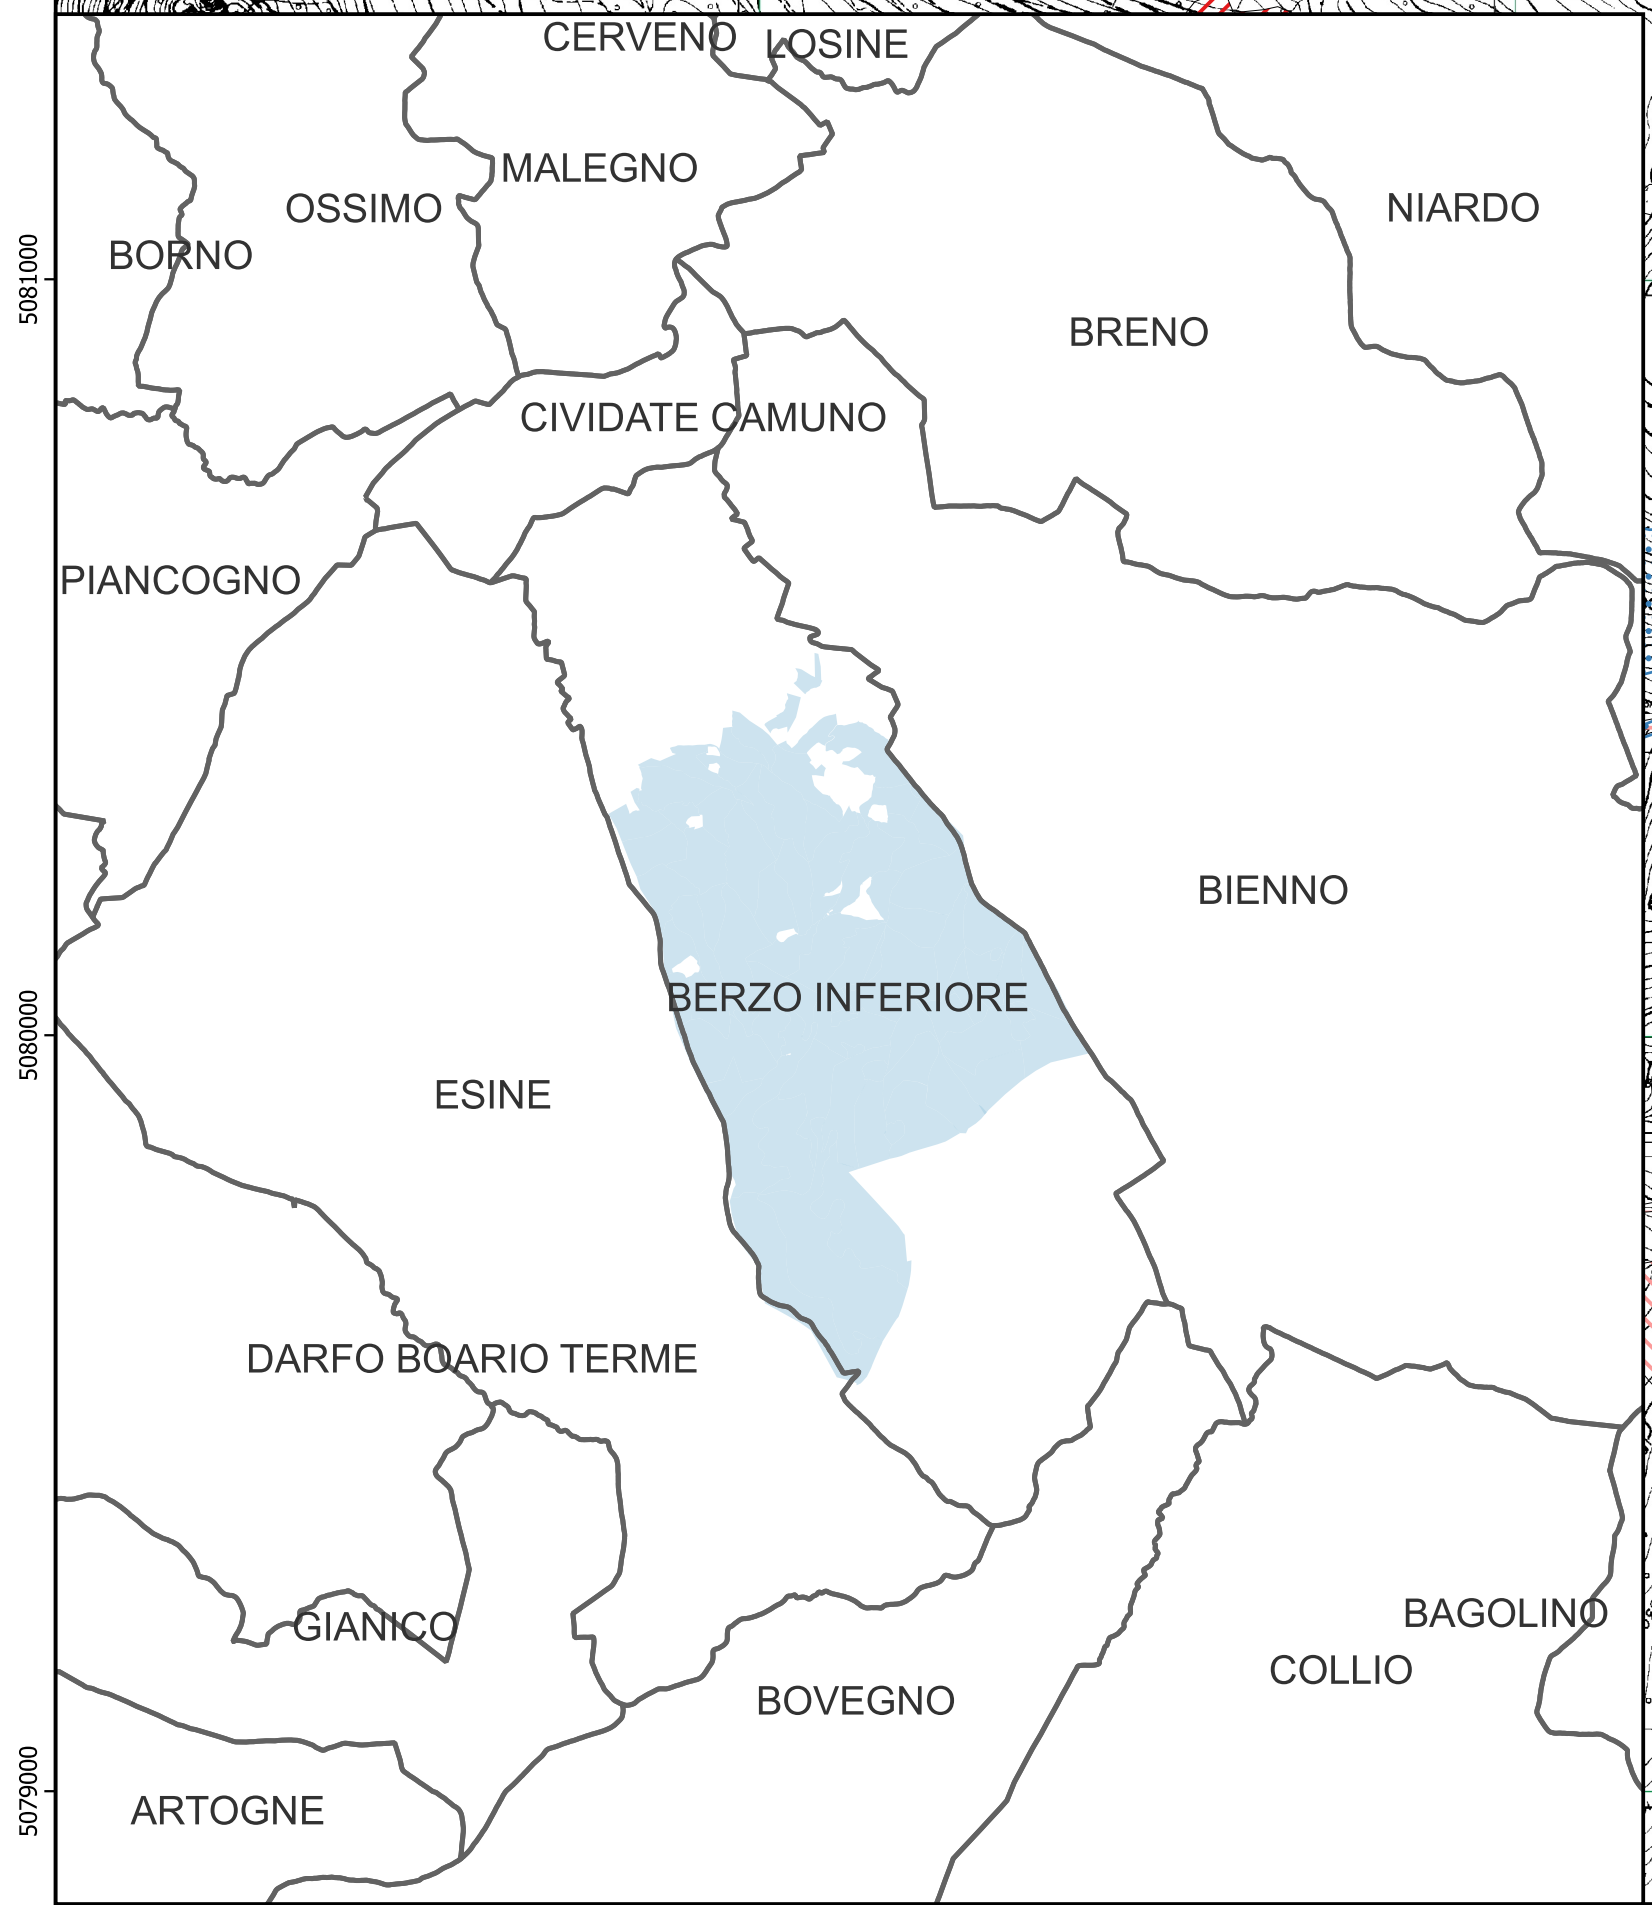 CERVENO
LOSINE
MALEGNO
OSSIMO
NIARDO
BORNO
5081000
BRENO
CIVIDATE CAMUNO
PIANCOGNO
BIENNO
BERZO INFERIORE
5080000
ESINE
DARFO BOARIO TERME
BAGOLINO
GIANICO
COLLIO
BOVEGNO
5079000
ARTOGNE